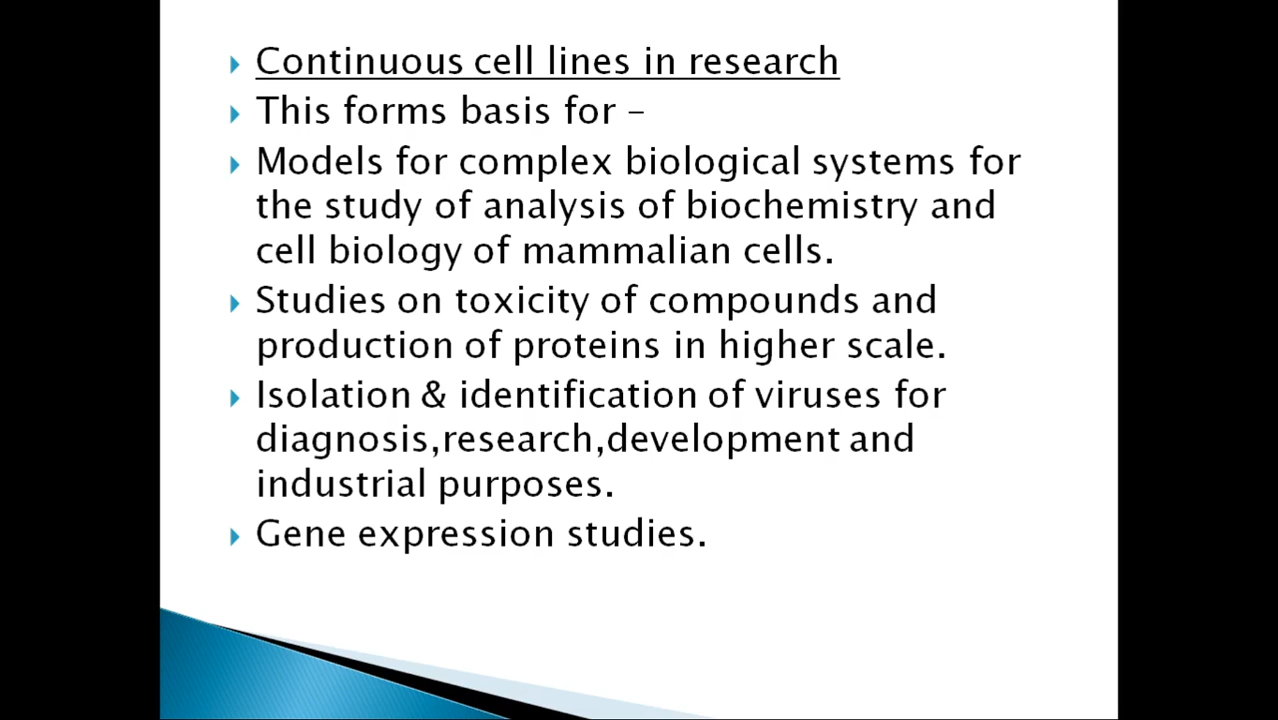 Continuous cell lines in research
This forms basis for –
Models for complex biological systems for
the study of analysis of biochemistry and
cell biology of mammalian cells.
Studies on toxicity of compounds and
production of proteins in higher scale.
Isolation & identification of viruses for
diagnosis,research,development and
industrial purposes.
Gene expression studies.